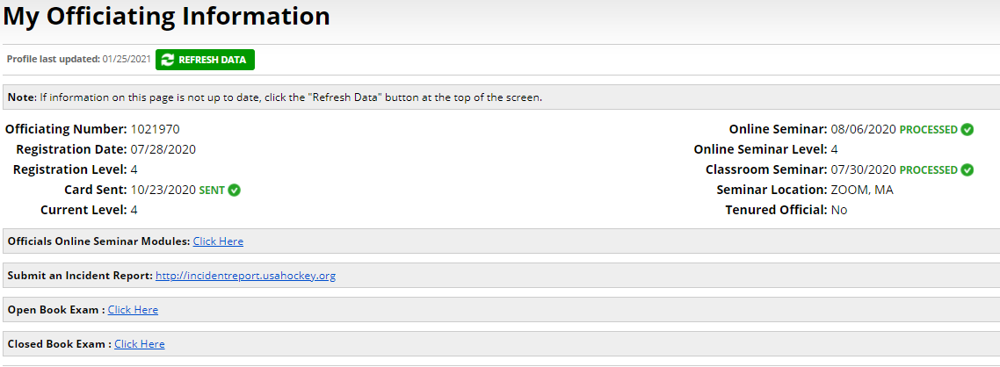 My Officiating Information
Profile last updated: 01/25/2021 REFRESH DATA
Note: If information on this page is not up to date, click the "Refresh Data" button at the top of the screen.
Officiating Number: 1021970
Registration Date: 07/28/2020
Registration Level: 4
Card Sent: 10/23/2020 SENT
Current Level: 4
Online Seminar: 08/06/2020 PROCESSED
Online Seminar Level: 4
Classroom Seminar: 07/30/2020 PROCESSED
Seminar Location: ZOOM, MA
Tenured Official: No
Officials Online Seminar Modules: Click Here
Submit an Incident Report: http://incidentreport.usahockey.org
Open Book Exam : Click Here
Closed Book Exam : Click Here